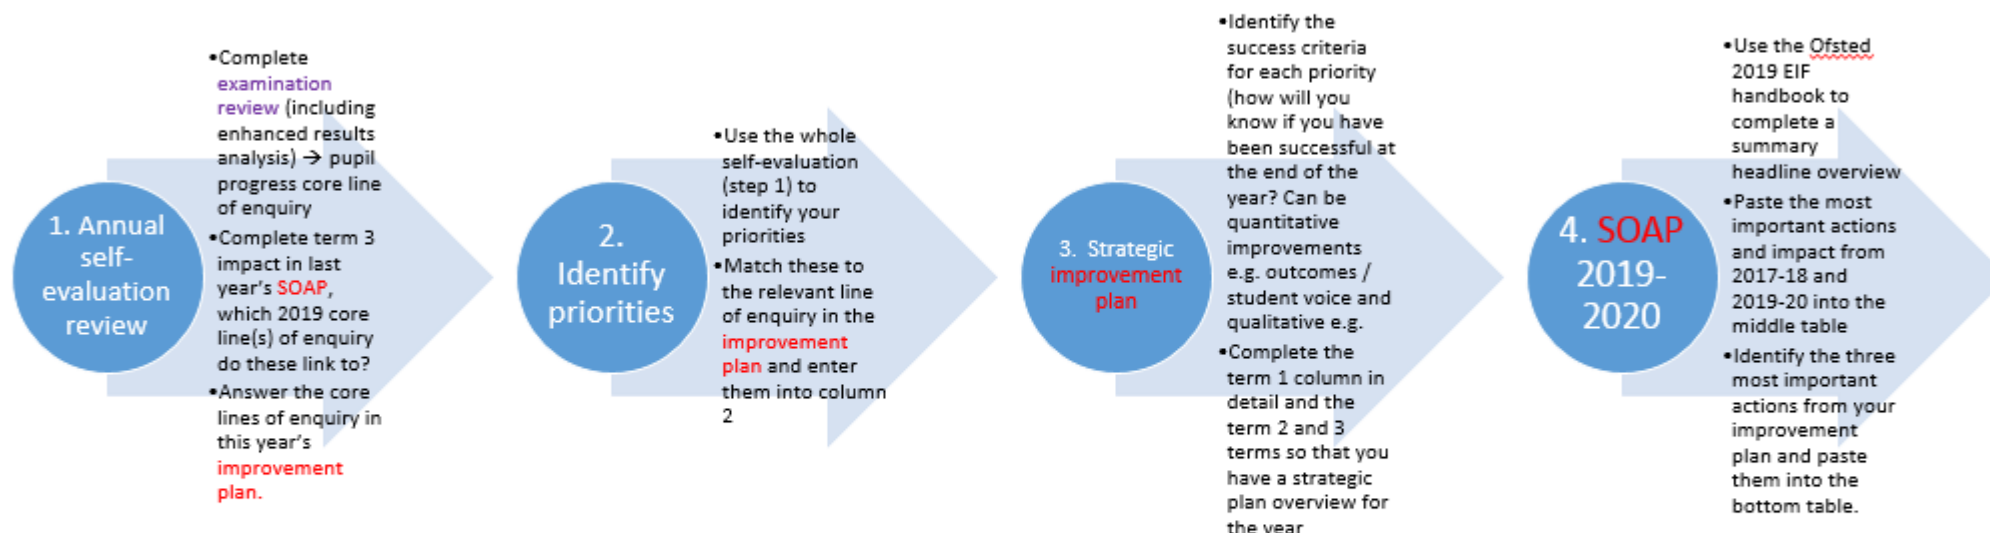 1. Annual
self-
evaluation
review
•Complete
examination
review (including
enhanced results
analysis) → pupil
progress core line
of enquiry
•Complete term 3
impact in last
year's SOAP,
which 2019 core
line(s) of enquiry
do these link to?
•Answer the core
lines of enquiry in
this year's
improvement
plan.
2.
Identify
priorities
•Use the whole
self-evaluation
(step 1) to
identify your
priorities
•Match these to
the relevant line
of enquiry in the
improvement
plan and enter
them into column
2
3. Strategic
improvement
plan
•Identify the
success criteria
for each priority
(how will you
know if you have
been successful at
the end of the
year? Can be
quantitative
improvements
e.g. outcomes /
student voice and
qualitative e.g.
•Complete the
term 1 column in
detail and the
term 2 and 3
terms so that you
have a strategic
plan overview for
the year
4. SOAP
2019-
2020
•Use the Ofsted
2019 EIF
handbook to
complete a
summary
headline overview
•Paste the most
important actions
and impact from
2017-18 and
2019-20 into the
middle table
•Identify the three
most important
actions from your
improvement
plan and paste
them into the
bottom table.